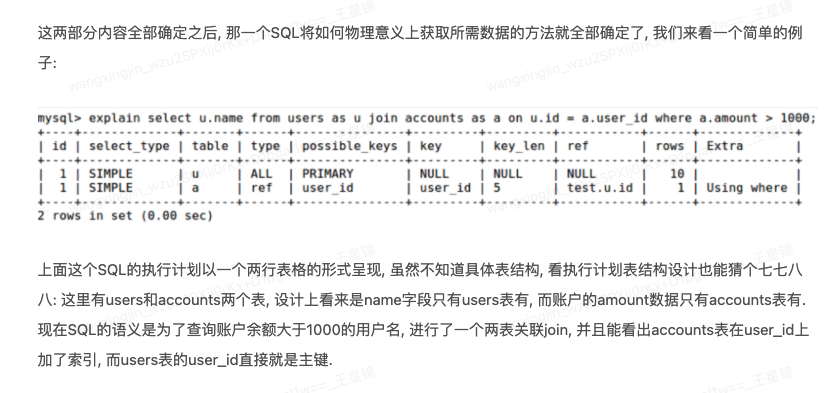 这两部分内容全部确定之后, 那一个SQL将如何物理意义上获取所需数据的方法就全部确定了, 我们来看一个简单的例
子:
mysql> explain select u.name from users as u join accounts as a on u.id = a.user_id where a.amount > 1000;
+----+-------------+-------+------+---------------+---------+---------+-----------+------+-------------+
| id | select_type | table | type | possible_keys | key | key_len | ref | rows | Extra |
+----+-------------+-------+------+---------------+---------+---------+-----------+------+-------------+
| 1 | SIMPLE | u | ALL | PRIMARY | NULL | NULL | NULL | 10 | |
| 1 | SIMPLE | a | ref | user_id | user_id | 5 | test.u.id | 1 | Using where |
+----+-------------+-------+------+---------------+---------+---------+-----------+------+-------------+
2 rows in set (0.00 sec)
上面这个SQL的执行计划以一个两行表格的形式呈现, 虽然不知道具体表结构, 看执行计划表结构设计也能猜个七七八
八: 这里有users和accounts两个表, 设计上看来是name字段只有users表有, 而账户的amount数据只有accounts表有.
现在SQL的语义是为了查询账户余额大于1000的用户名, 进行了一个两表关联join, 并且能看出accounts表在user_id上
加了索引, 而users表的user_id直接就是主键.